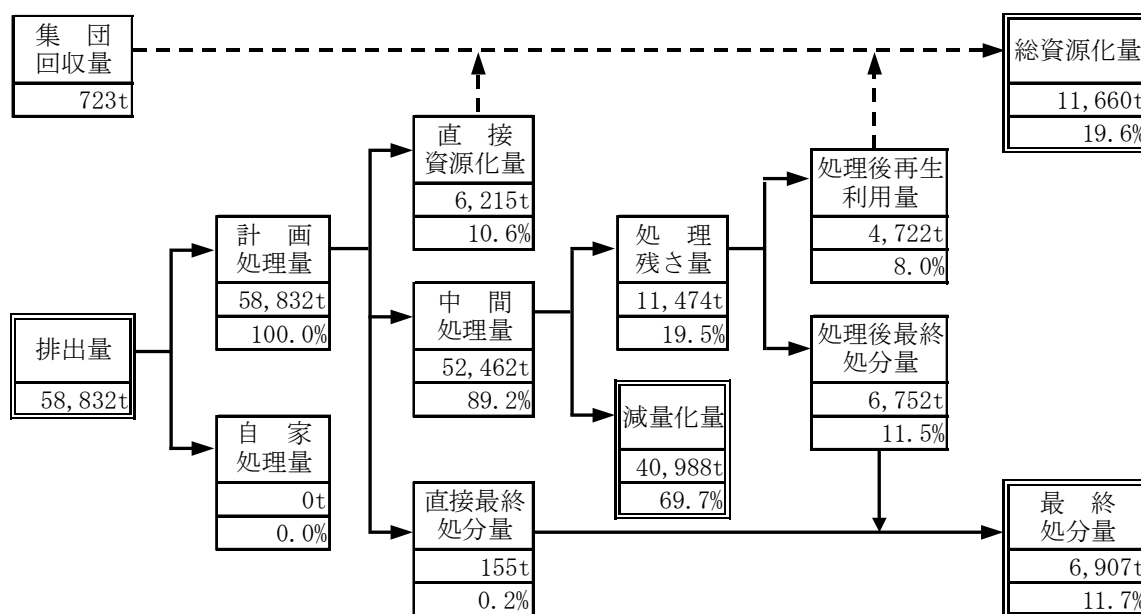 集 団
回収量
723t
総資源化量
11,660t
19.6%
直 接
資源化量
6,215t
10.6%
処理後再生
利用量
4,722t
8.0%
計 画
処理量
58,832t
100.0%
処 理
残さ量
11,474t
19.5%
中 間
処理量
52,462t
89.2%
排出量
58,832t
処理後最終
処分量
6,752t
11.5%
自 家
処理量
0t
0.0%
減量化量
40,988t
69.7%
直接最終
処分量
155t
0.2%
最 終
処分量
6,907t
11.7%